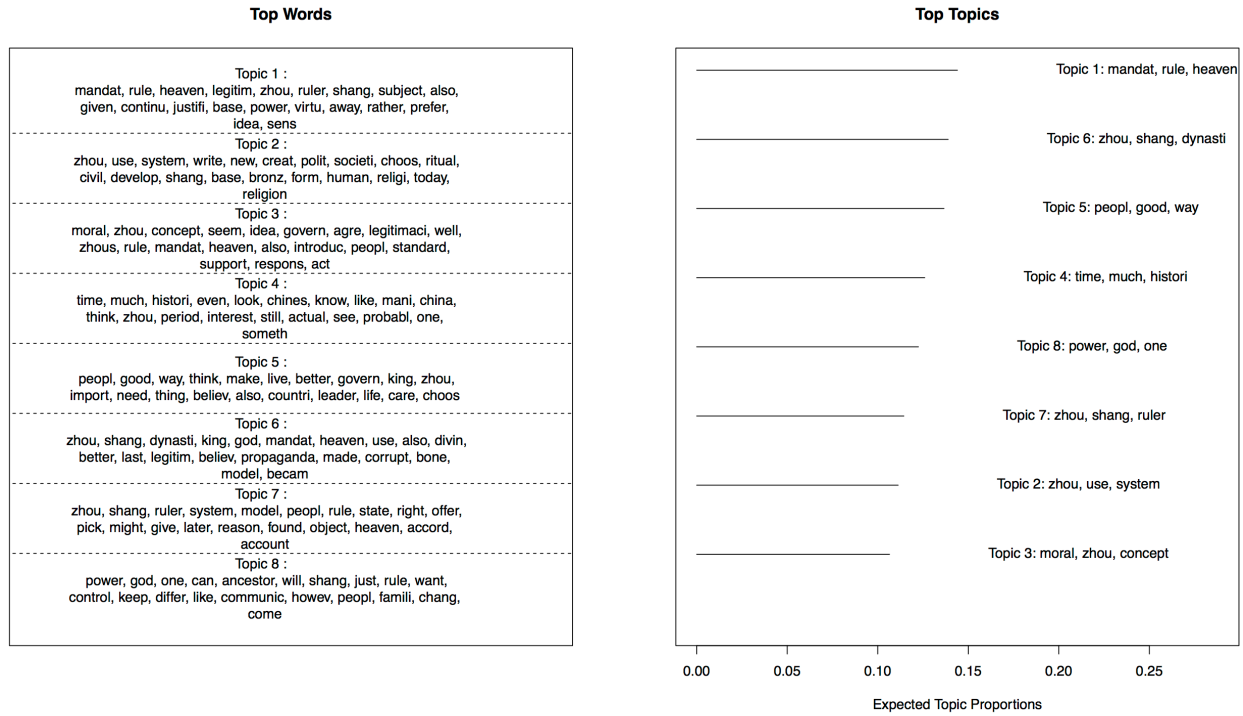 Top Words
Topic 1 :
mandat, rule, heaven, legitim, zhou, ruler, shang, subject, also,
given, continu, justifi, base, power, virtu, away, rather, prefer,
idea, sens
Topic 2 :
zhou, use, system, write, new, creat, polit, societi, choos, ritual,
civil, develop, shang, base, bronz, form, human, religi, today,
religion
Topic 3 :
moral, zhou, concept, seem, idea, govern, agre, legitimaci, well,
zhous, rule, mandat, heaven, also, introduc, peopl, standard,
support, respons, act
Topic 4 :
time, much, histori, even, look, chines, know, like, mani, china,
think, zhou, period, interest, still, actual, see, probabl, one,
someth
Topic 5 :
peopl, good, way, think, make, live, better, govern, king, zhou,
import, need, thing, believ, also, countri, leader, life, care, choos
Topic 6 :
zhou, shang, dynasti, king, god, mandat, heaven, use, also, divin,
better, last, legitim, believ, propaganda, made, corrupt, bone,
model, becam
Topic 7 :
zhou, shang, ruler, system, model, peopl, rule, state, right, offer,
pick, might, give, later, reason, found, object, heaven, accord,
account
Topic 8 :
power, god, one, can, ancestor, will, shang, just, rule, want,
control, keep, differ, like, communic, howev, peopl, famili, chang,
come
Top Topics
Topic 1: mandat, rule, heaven
Topic 6: zhou, shang, dynasti
Topic 5: peopl, good, way
Topic 4: time, much, histori
Topic 8: power, god, one
Topic 7: zhou, shang, ruler
Topic 2: zhou, use, system
Topic 3: moral, zhou, concept
0.00 0.05 0.10 0.15 0.20 0.25
Expected Topic Proportions